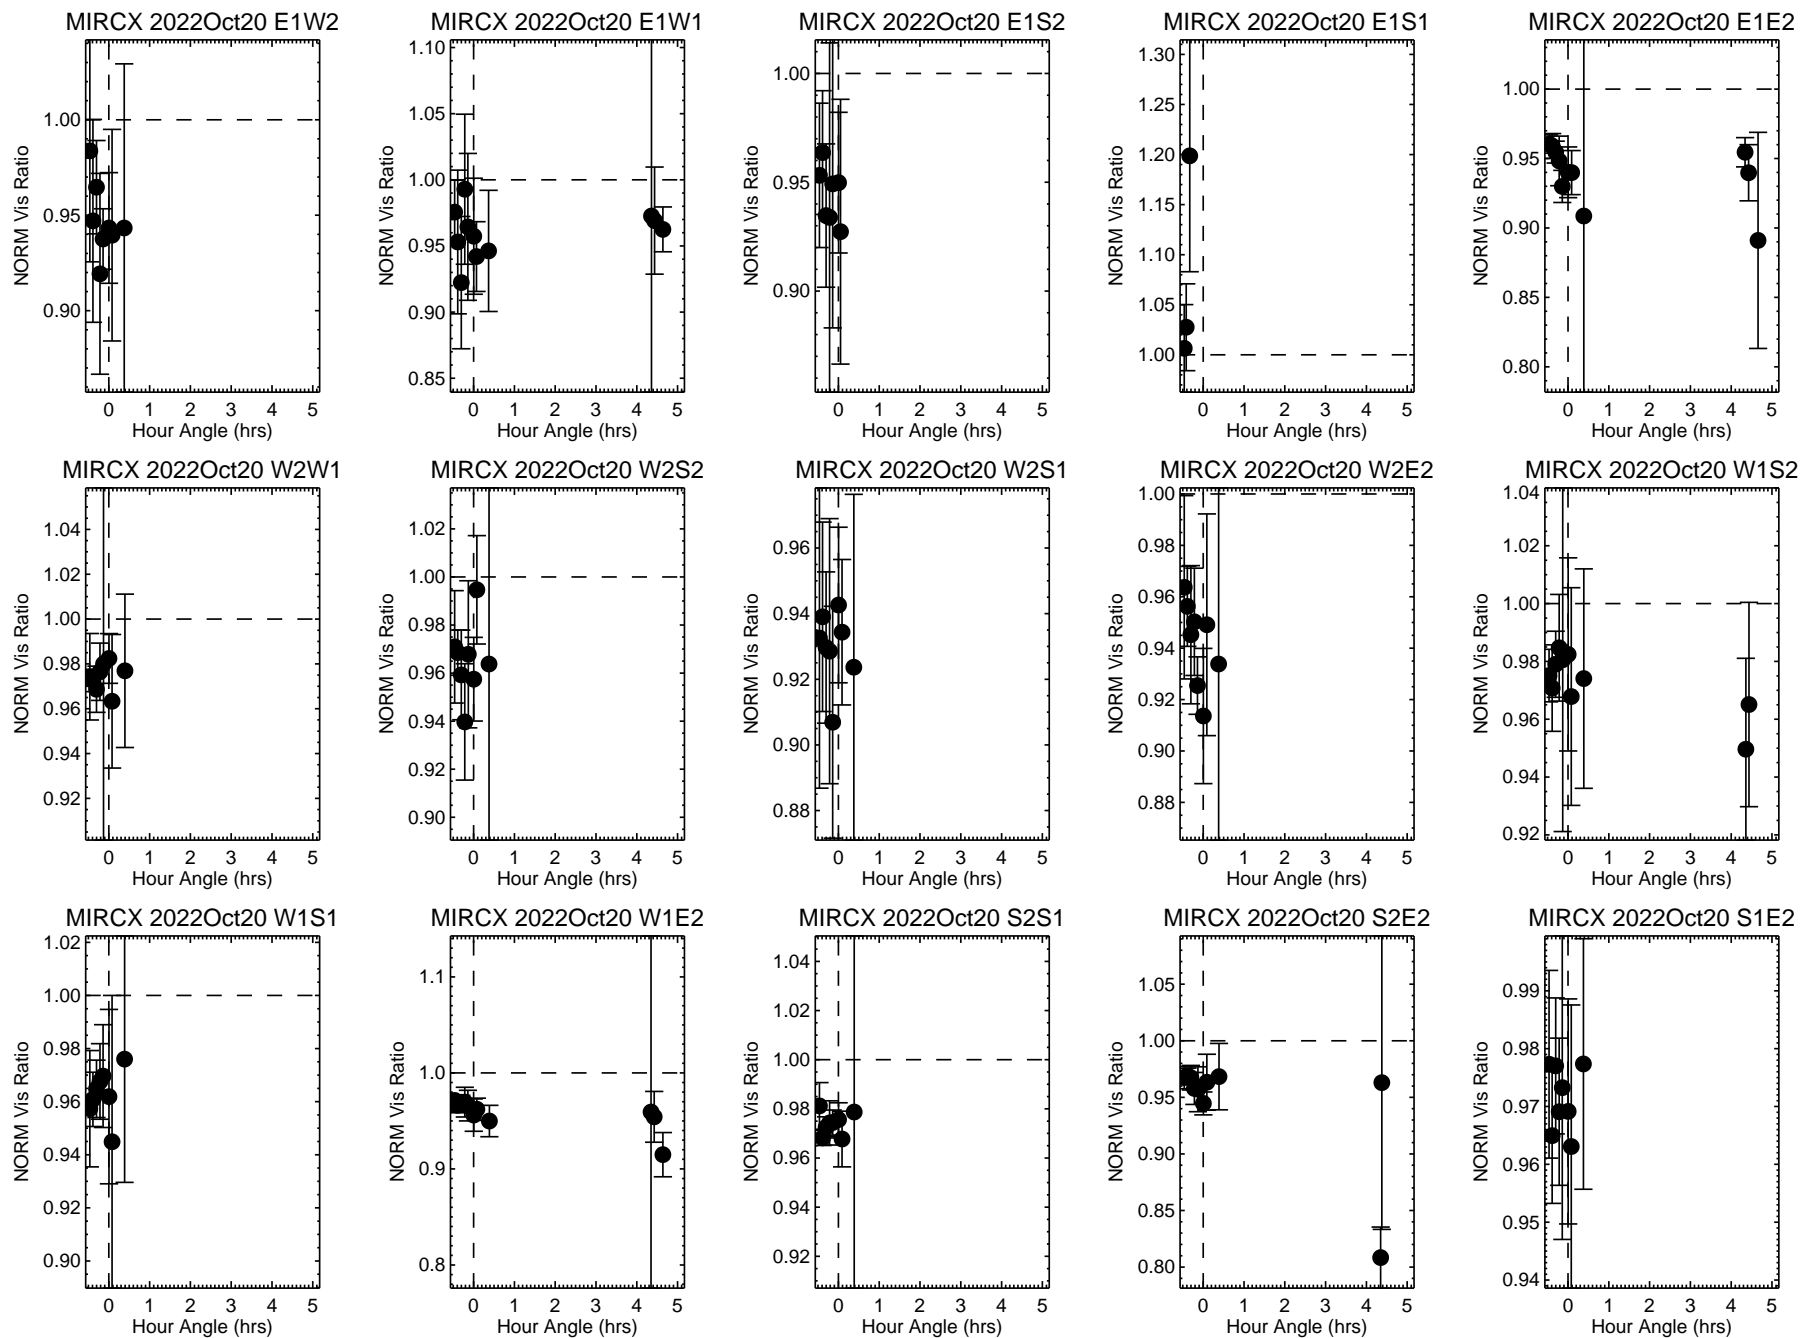 MIRCX 2022Oct20 E1W2
NORM Vis Ratio
1.00
0.95
0.90
0 1 2 3 4 5
Hour Angle (hrs)
MIRCX 2022Oct20 E1W1
NORM Vis Ratio
1.10
1.05
1.00
0.95
0.90
0.85
0 1 2 3 4 5
Hour Angle (hrs)
MIRCX 2022Oct20 E1S2
NORM Vis Ratio
1.00
0.95
0.90
0 1 2 3 4 5
Hour Angle (hrs)
MIRCX 2022Oct20 E1S1
NORM Vis Ratio
1.30
1.25
1.20
1.15
1.10
1.05
1.00
0 1 2 3 4 5
Hour Angle (hrs)
MIRCX 2022Oct20 E1E2
NORM Vis Ratio
1.00
0.95
0.90
0.85
0.80
0 1 2 3 4 5
Hour Angle (hrs)
MIRCX 2022Oct20 W2W1
NORM Vis Ratio
1.04
1.02
1.00
0.98
0.96
0.94
0.92
0 1 2 3 4 5
Hour Angle (hrs)
MIRCX 2022Oct20 W2S2
NORM Vis Ratio
1.02
1.00
0.98
0.96
0.94
0.92
0.90
0 1 2 3 4 5
Hour Angle (hrs)
MIRCX 2022Oct20 W2S1
NORM Vis Ratio
0.96
0.94
0.92
0.90
0.88
0 1 2 3 4 5
Hour Angle (hrs)
MIRCX 2022Oct20 W2E2
NORM Vis Ratio
1.00
0.98
0.96
0.94
0.92
0.90
0.88
0 1 2 3 4 5
Hour Angle (hrs)
MIRCX 2022Oct20 W1S2
NORM Vis Ratio
1.04
1.02
1.00
0.98
0.96
0.94
0.92
0 1 2 3 4 5
Hour Angle (hrs)
MIRCX 2022Oct20 W1S1
NORM Vis Ratio
1.02
1.00
0.98
0.96
0.94
0.92
0.90
0 1 2 3 4 5
Hour Angle (hrs)
MIRCX 2022Oct20 W1E2
NORM Vis Ratio
1.1
1.0
0.9
0.8
0 1 2 3 4 5
Hour Angle (hrs)
MIRCX 2022Oct20 S2S1
NORM Vis Ratio
1.04
1.02
1.00
0.98
0.96
0.94
0.92
0 1 2 3 4 5
Hour Angle (hrs)
MIRCX 2022Oct20 S2E2
NORM Vis Ratio
1.05
1.00
0.95
0.90
0.85
0.80
0 1 2 3 4 5
Hour Angle (hrs)
MIRCX 2022Oct20 S1E2
NORM Vis Ratio
0.99
0.98
0.97
0.96
0.95
0.94
0 1 2 3 4 5
Hour Angle (hrs)